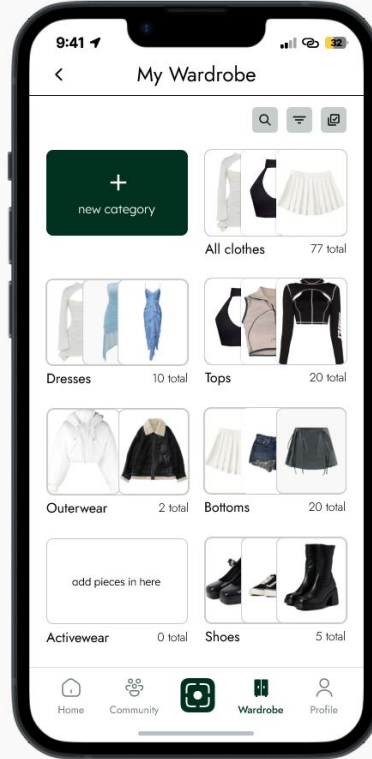 9:41 32
My Wardrobe
+
new category
All clothes 77 total
Dresses 10 total
Tops 20 total
Outerwear 2 total
Bottoms 20 total
add pieces in here
Activewear 0 total
Shoes 5 total
Home Community Wardrobe Profile